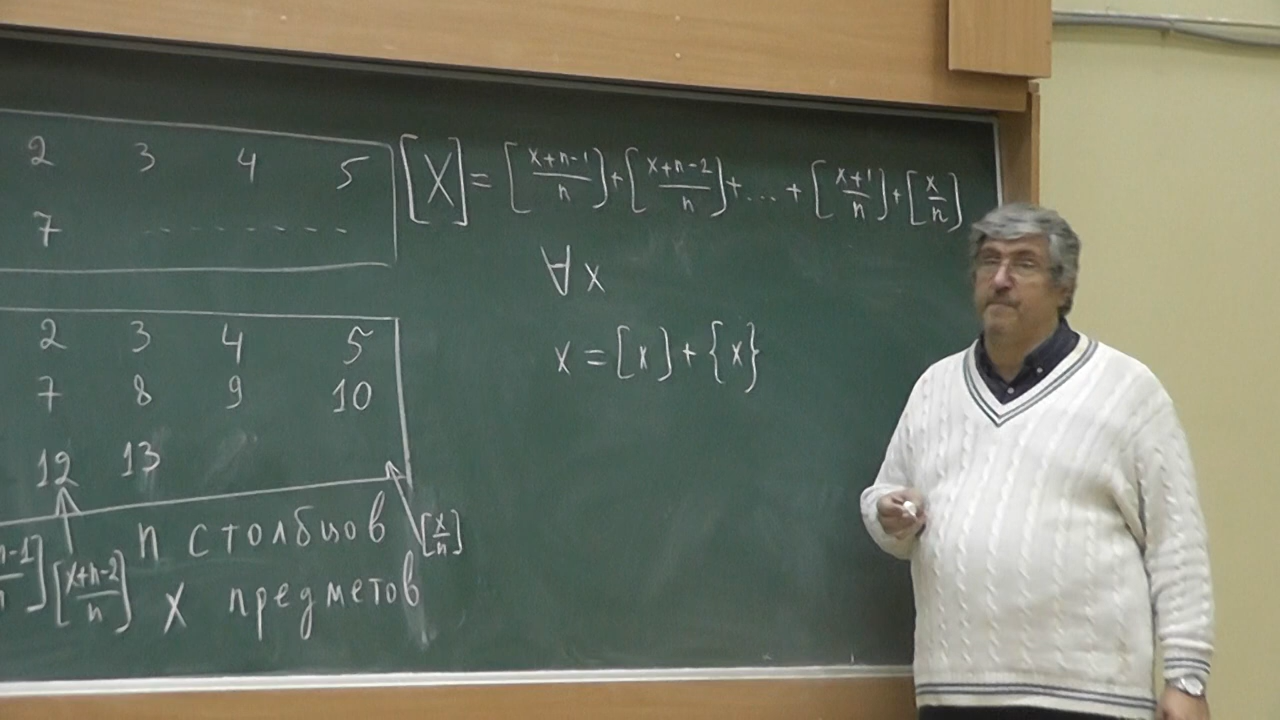 2 3 4 5
7 . . . . . . . .
[X] = [x+n-1/n] + [x+n-2/n] + ... + [x+1/n] + [x/n]
∀ x
x = [x] + {x}
2 3 4 5
7 8 9 10
12 13
n столбцов [x/n]
n-1/n] [x+n-2/n]
X предметов